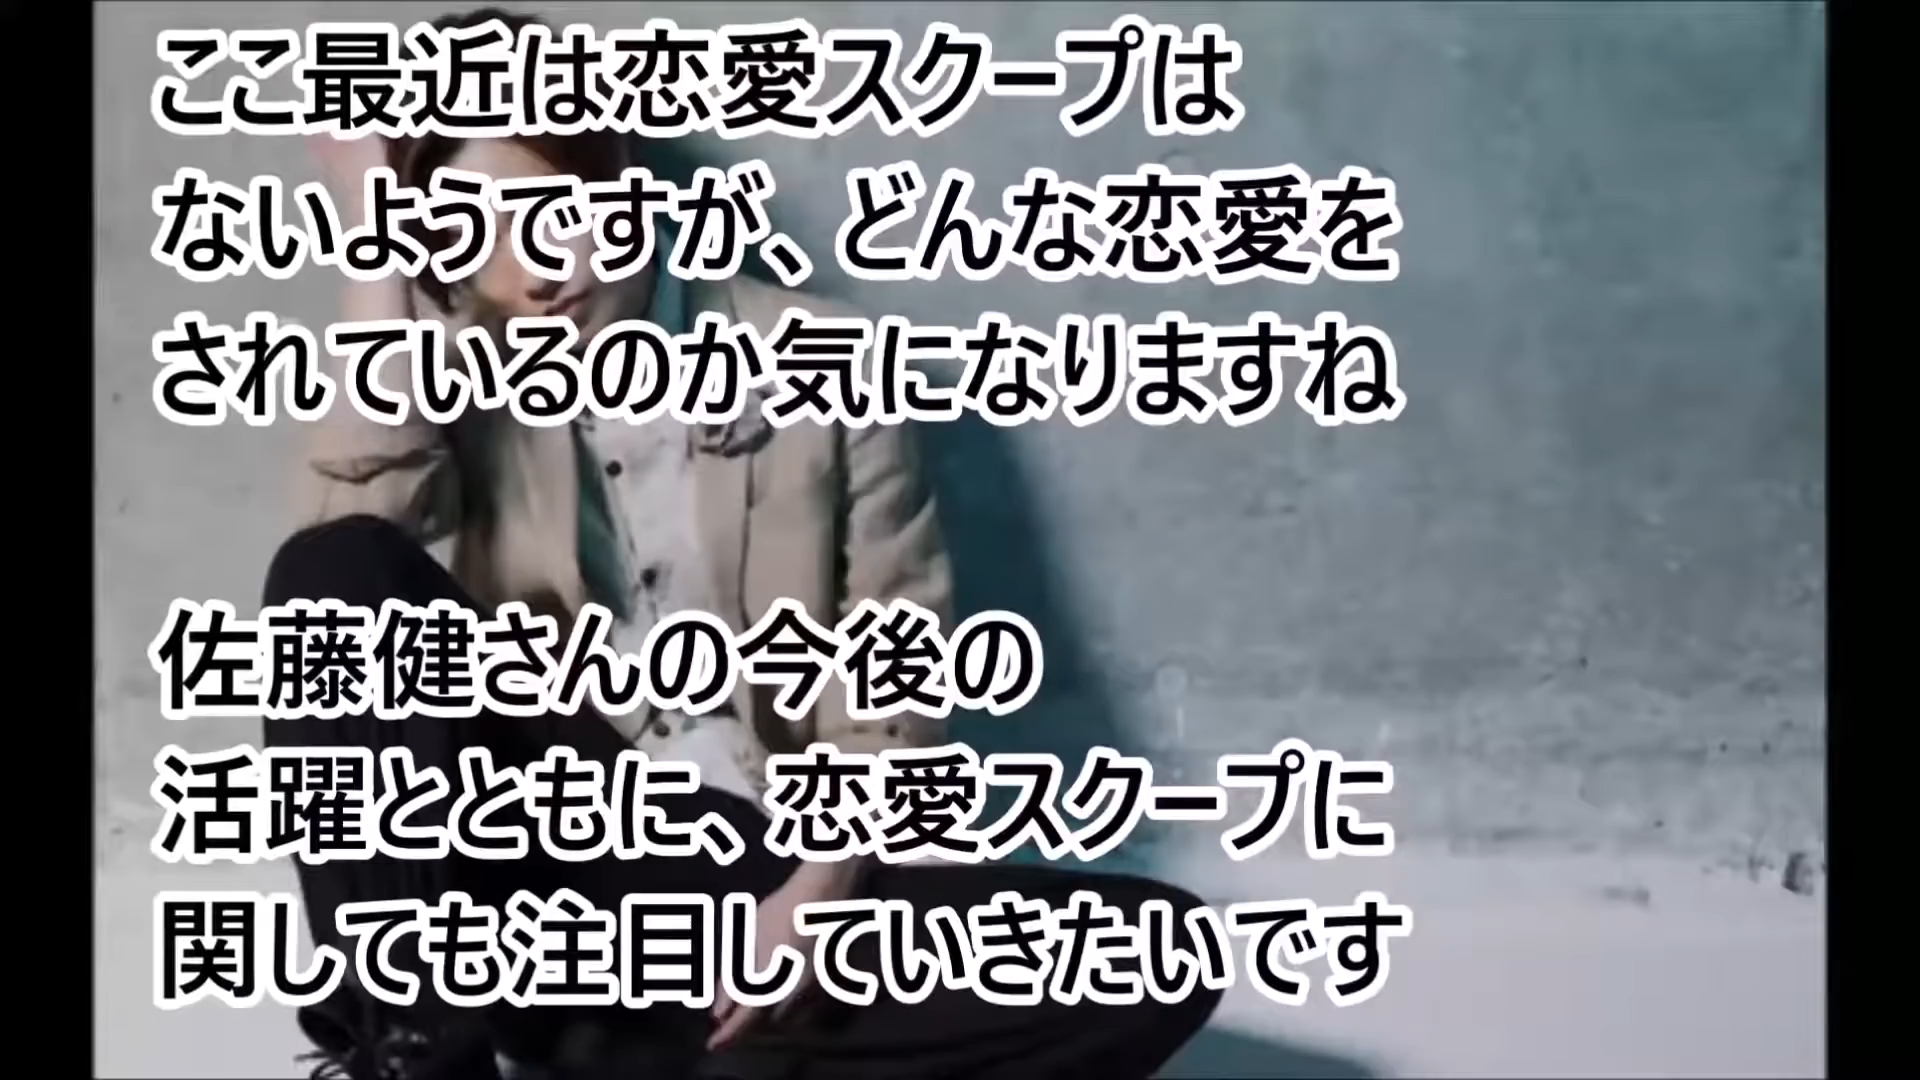 ここ最近は恋愛スクープは
ないようですが、どんな恋愛を
されているのか気になりますね
佐藤健さんの今後の
活躍とともに、恋愛スクープに
関しても注目していきたいです